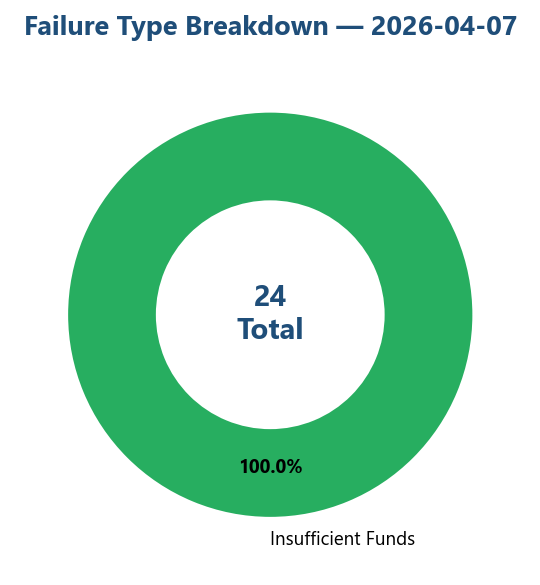 Failure Type Breakdown — 2026-04-07
24
Total
100.0%
Insufficient Funds